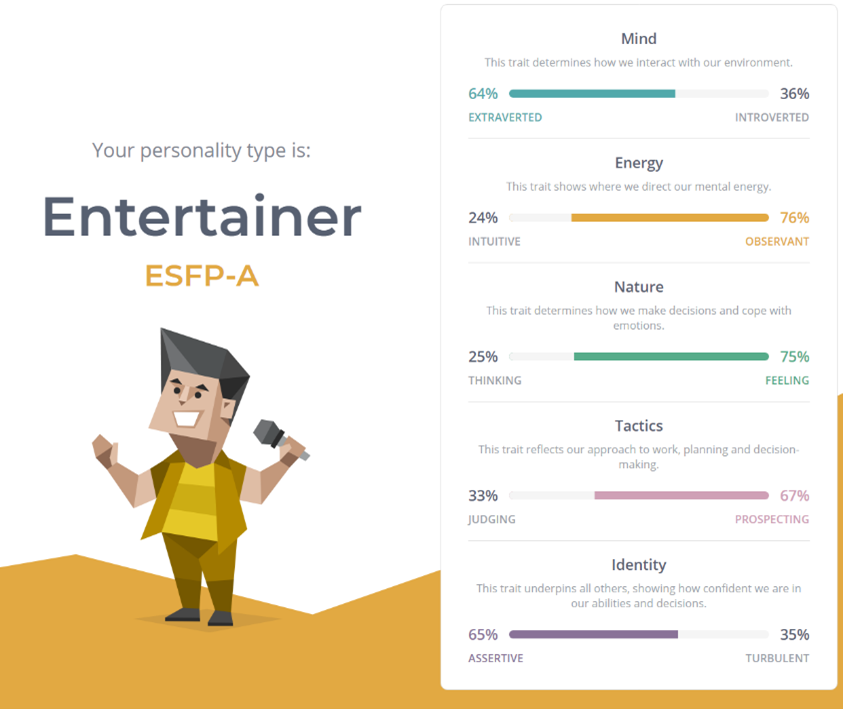 Your personality type is:
Entertainer
ESFP-A
Mind
This trait determines how we interact with our environment.
64% 36%
EXTRAVERTED INTROVERTED
Energy
This trait shows where we direct our mental energy.
24% 76%
INTUITIVE OBSERVANT
Nature
This trait determines how we make decisions and cope with
emotions.
25% 75%
THINKING FEELING
Tactics
This trait reflects our approach to work, planning and decision-
making.
33% 67%
JUDGING PROSPECTING
Identity
This trait underpins all others, showing how confident we are in
our abilities and decisions.
65% 35%
ASSERTIVE TURBULENT